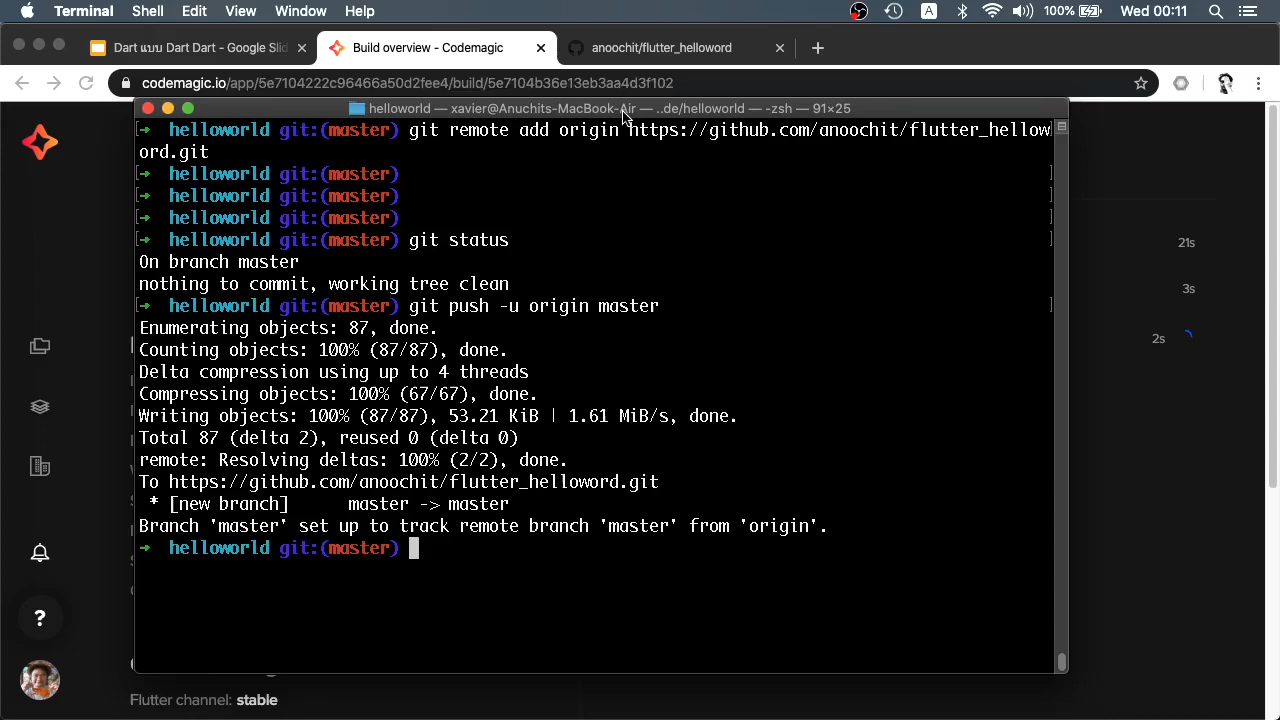 Terminal Shell Edit View Window Help A 100% Wed 00:11
Dart แบบ Dart Dart - Google Slid Build overview - Codemagic anoochit/flutter_helloword
codemagic.io/app/5e7104222c96466a50d2fee4/build/5e7104b36e13eb3aa4d3f102
helloworld — xavier@Anuchits-MacBook-Air — ..de/helloworld — -zsh — 91×25
helloworld git:(master) git remote add origin https://github.com/anoochit/flutter_hellow
ord.git
helloworld git:(master)
helloworld git:(master)
helloworld git:(master)
helloworld git:(master) git status
On branch master
nothing to commit, working tree clean
helloworld git:(master) git push -u origin master
Enumerating objects: 87, done.
Counting objects: 100% (87/87), done.
Delta compression using up to 4 threads
Compressing objects: 100% (67/67), done.
Writing objects: 100% (87/87), 53.21 KiB | 1.61 MiB/s, done.
Total 87 (delta 2), reused 0 (delta 0)
remote: Resolving deltas: 100% (2/2), done.
To https://github.com/anoochit/flutter_helloword.git
* [new branch] master -> master
Branch 'master' set up to track remote branch 'master' from 'origin'.
helloworld git:(master)
21s
3s
2s
?
Flutter channel: stable